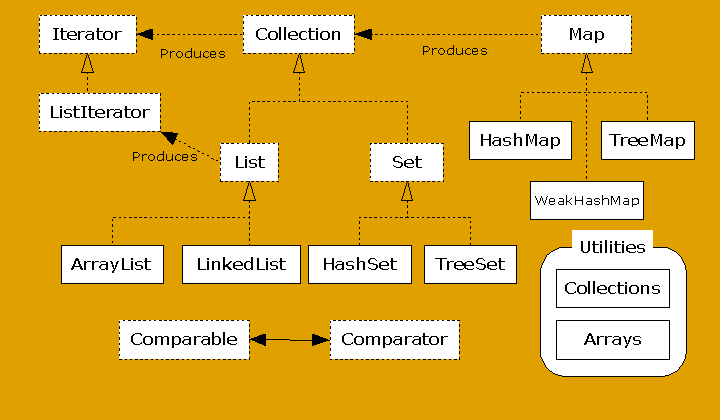 Iterator
Collection
Map
Produces
Produces
ListIterator
HashMap
TreeMap
Produces
List
Set
WeakHashMap
Utilities
ArrayList
LinkedList
HashSet
TreeSet
Collections
Comparable
Comparator
Arrays